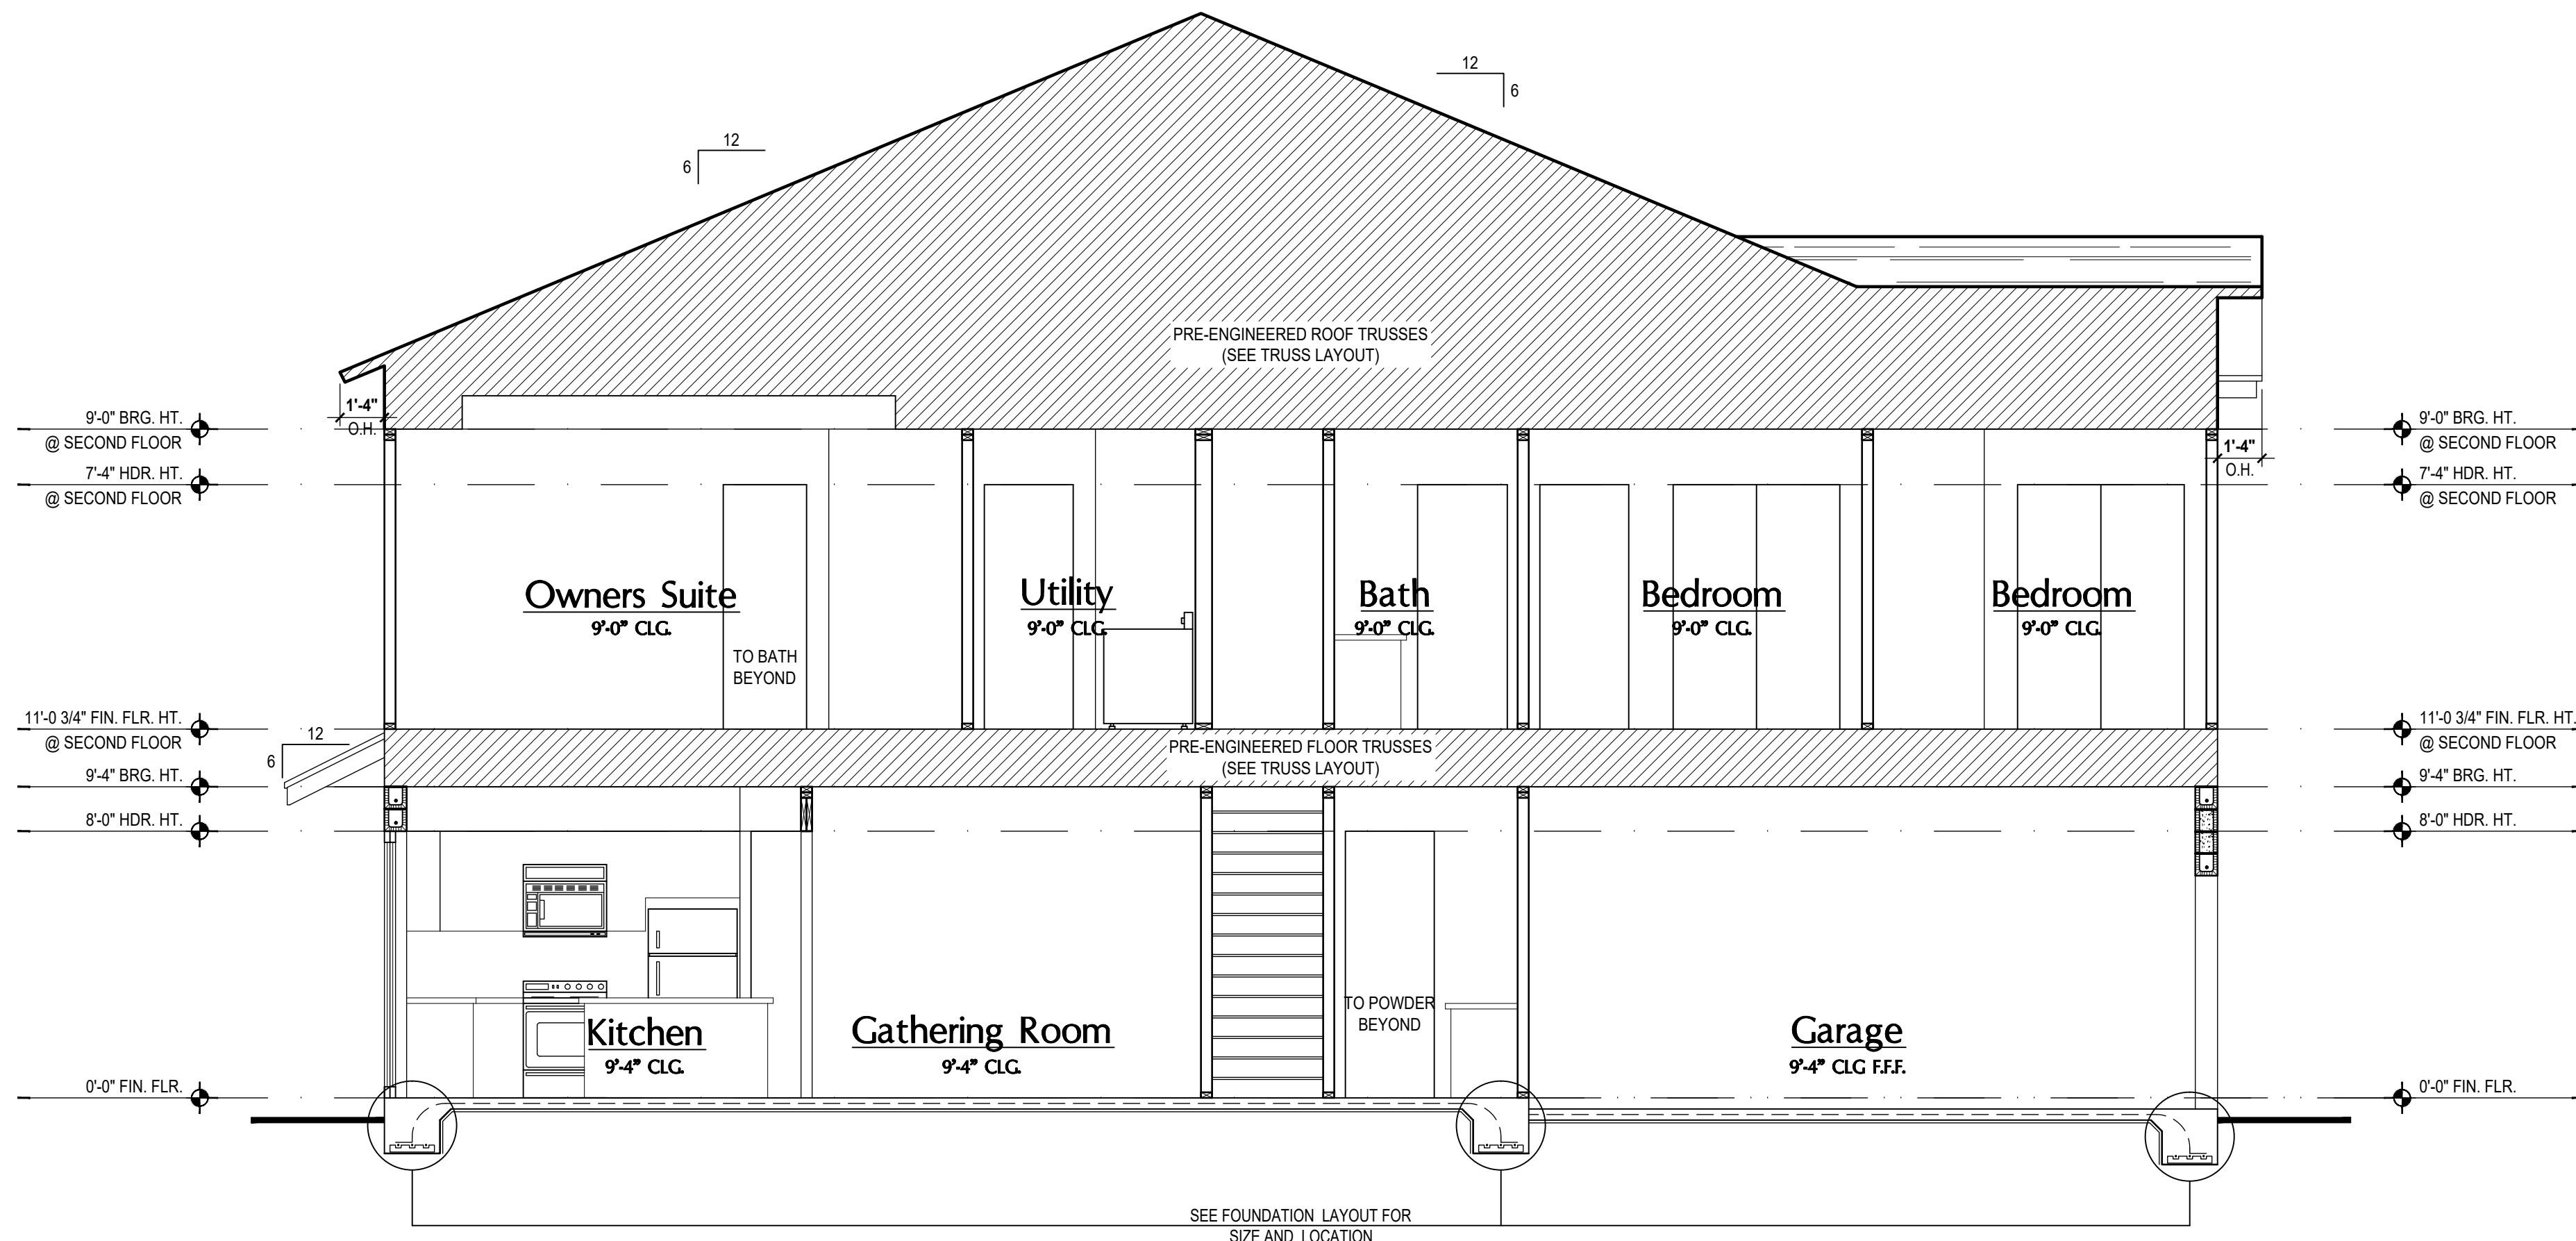 12
6
12
6
PRE-ENGINEERED ROOF TRUSSES
(SEE TRUSS LAYOUT)
1'-4"
O.H.
9'-0" BRG. HT.
@ SECOND FLOOR
7'-4" HDR. HT.
@ SECOND FLOOR
9'-0" BRG. HT.
@ SECOND FLOOR
1'-4"
O.H.
7'-4" HDR. HT.
@ SECOND FLOOR
Owners Suite
9'-0" CLG.
Utility
9'-0" CLG.
Bath
9'-0" CLG.
Bedroom
9'-0" CLG.
Bedroom
9'-0" CLG.
TO BATH
BEYOND
11'-0 3/4" FIN. FLR. HT.
@ SECOND FLOOR
12
6
PRE-ENGINEERED FLOOR TRUSSES
(SEE TRUSS LAYOUT)
11'-0 3/4" FIN. FLR. HT.
@ SECOND FLOOR
9'-4" BRG. HT.
9'-4" BRG. HT.
8'-0" HDR. HT.
8'-0" HDR. HT.
TO POWDER
BEYOND
Kitchen
9'-4" CLG.
Gathering Room
9'-4" CLG.
Garage
9'-4" CLG F.F.F.
0'-0" FIN. FLR.
0'-0" FIN. FLR.
SEE FOUNDATION LAYOUT FOR
SIZE AND LOCATION